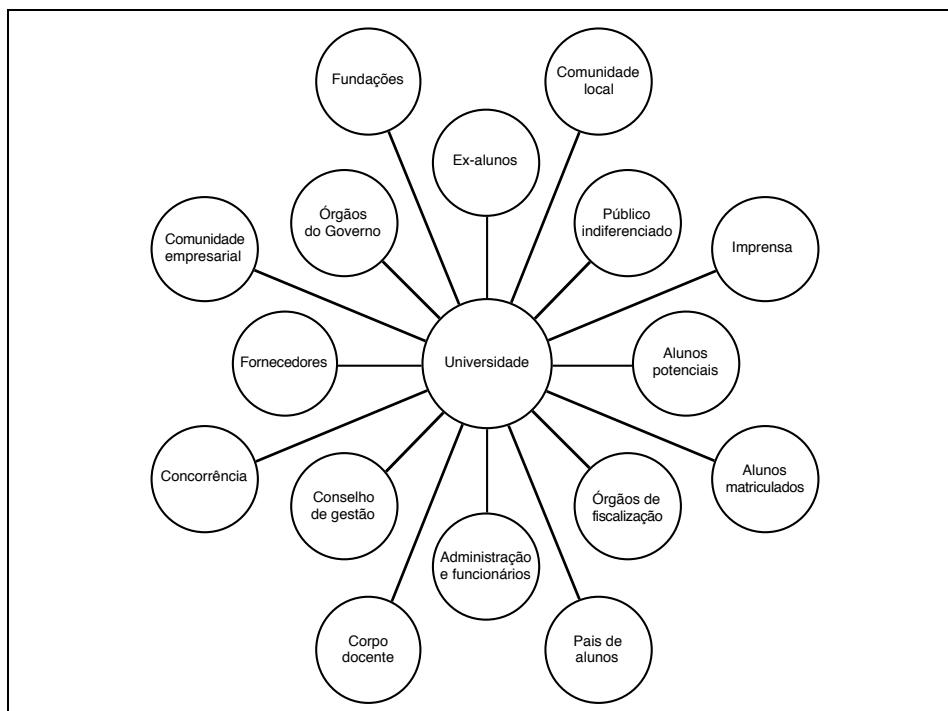 Fundações
Comunidade
local
Ex-alunos
Órgãos
do Governo
Público
indiferenciado
Comunidade
empresarial
Imprensa
Fornecedores
Universidade
Alunos
potenciais
Concorrência
Alunos
matriculados
Conselho
de gestão
Órgãos de
fiscalização
Administração
e funcionários
Corpo
docente
Pais de
alunos